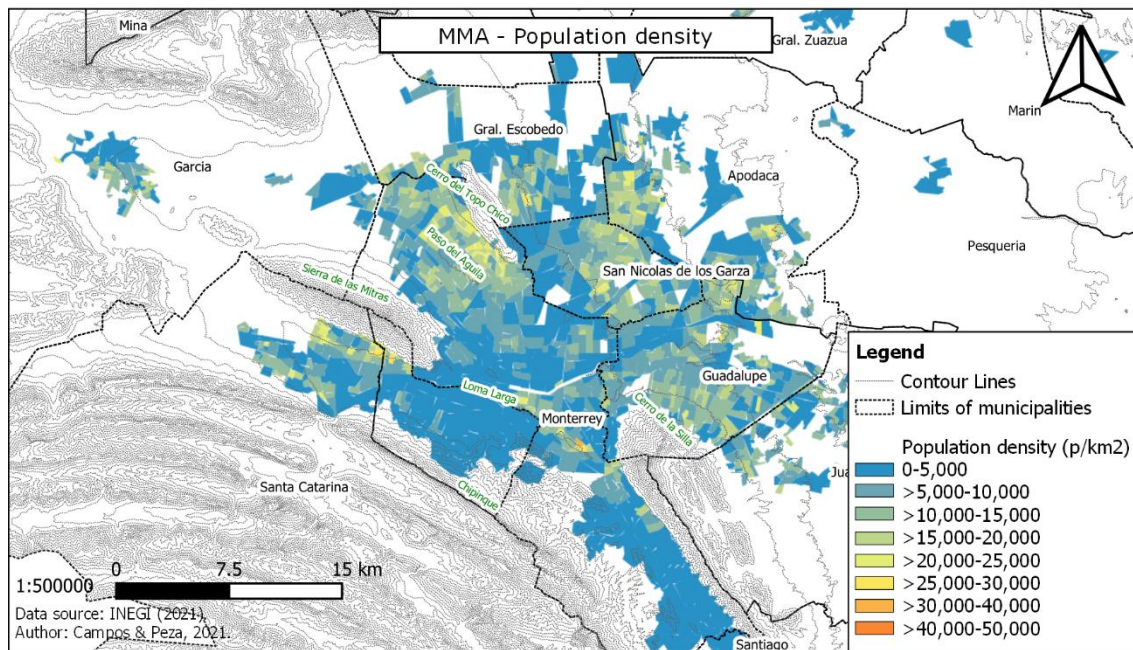 MMA - Population density
Mina
Gral. Zuazua
Marin
Gral. Escobedo
Garcia
Cerro del Topo Chico
Apodaca
Paso del Aguila
Pesqueria
San Nicolas de los Garza
Sierra de las Mitras
Guadalupe
Loma Larga
Monterrey
Cerro de la Silla
Jua
Santa Catarina
Chipinque
Santiago
Legend
Contour Lines
Limits of municipalities
Population density (p/km2)
0-5,000
>5,000-10,000
>10,000-15,000
>15,000-20,000
>20,000-25,000
>25,000-30,000
>30,000-40,000
>40,000-50,000
0 7.5 15 km
1:500000
Data source: INEGI (2021)
Author: Campos & Peza, 2021.